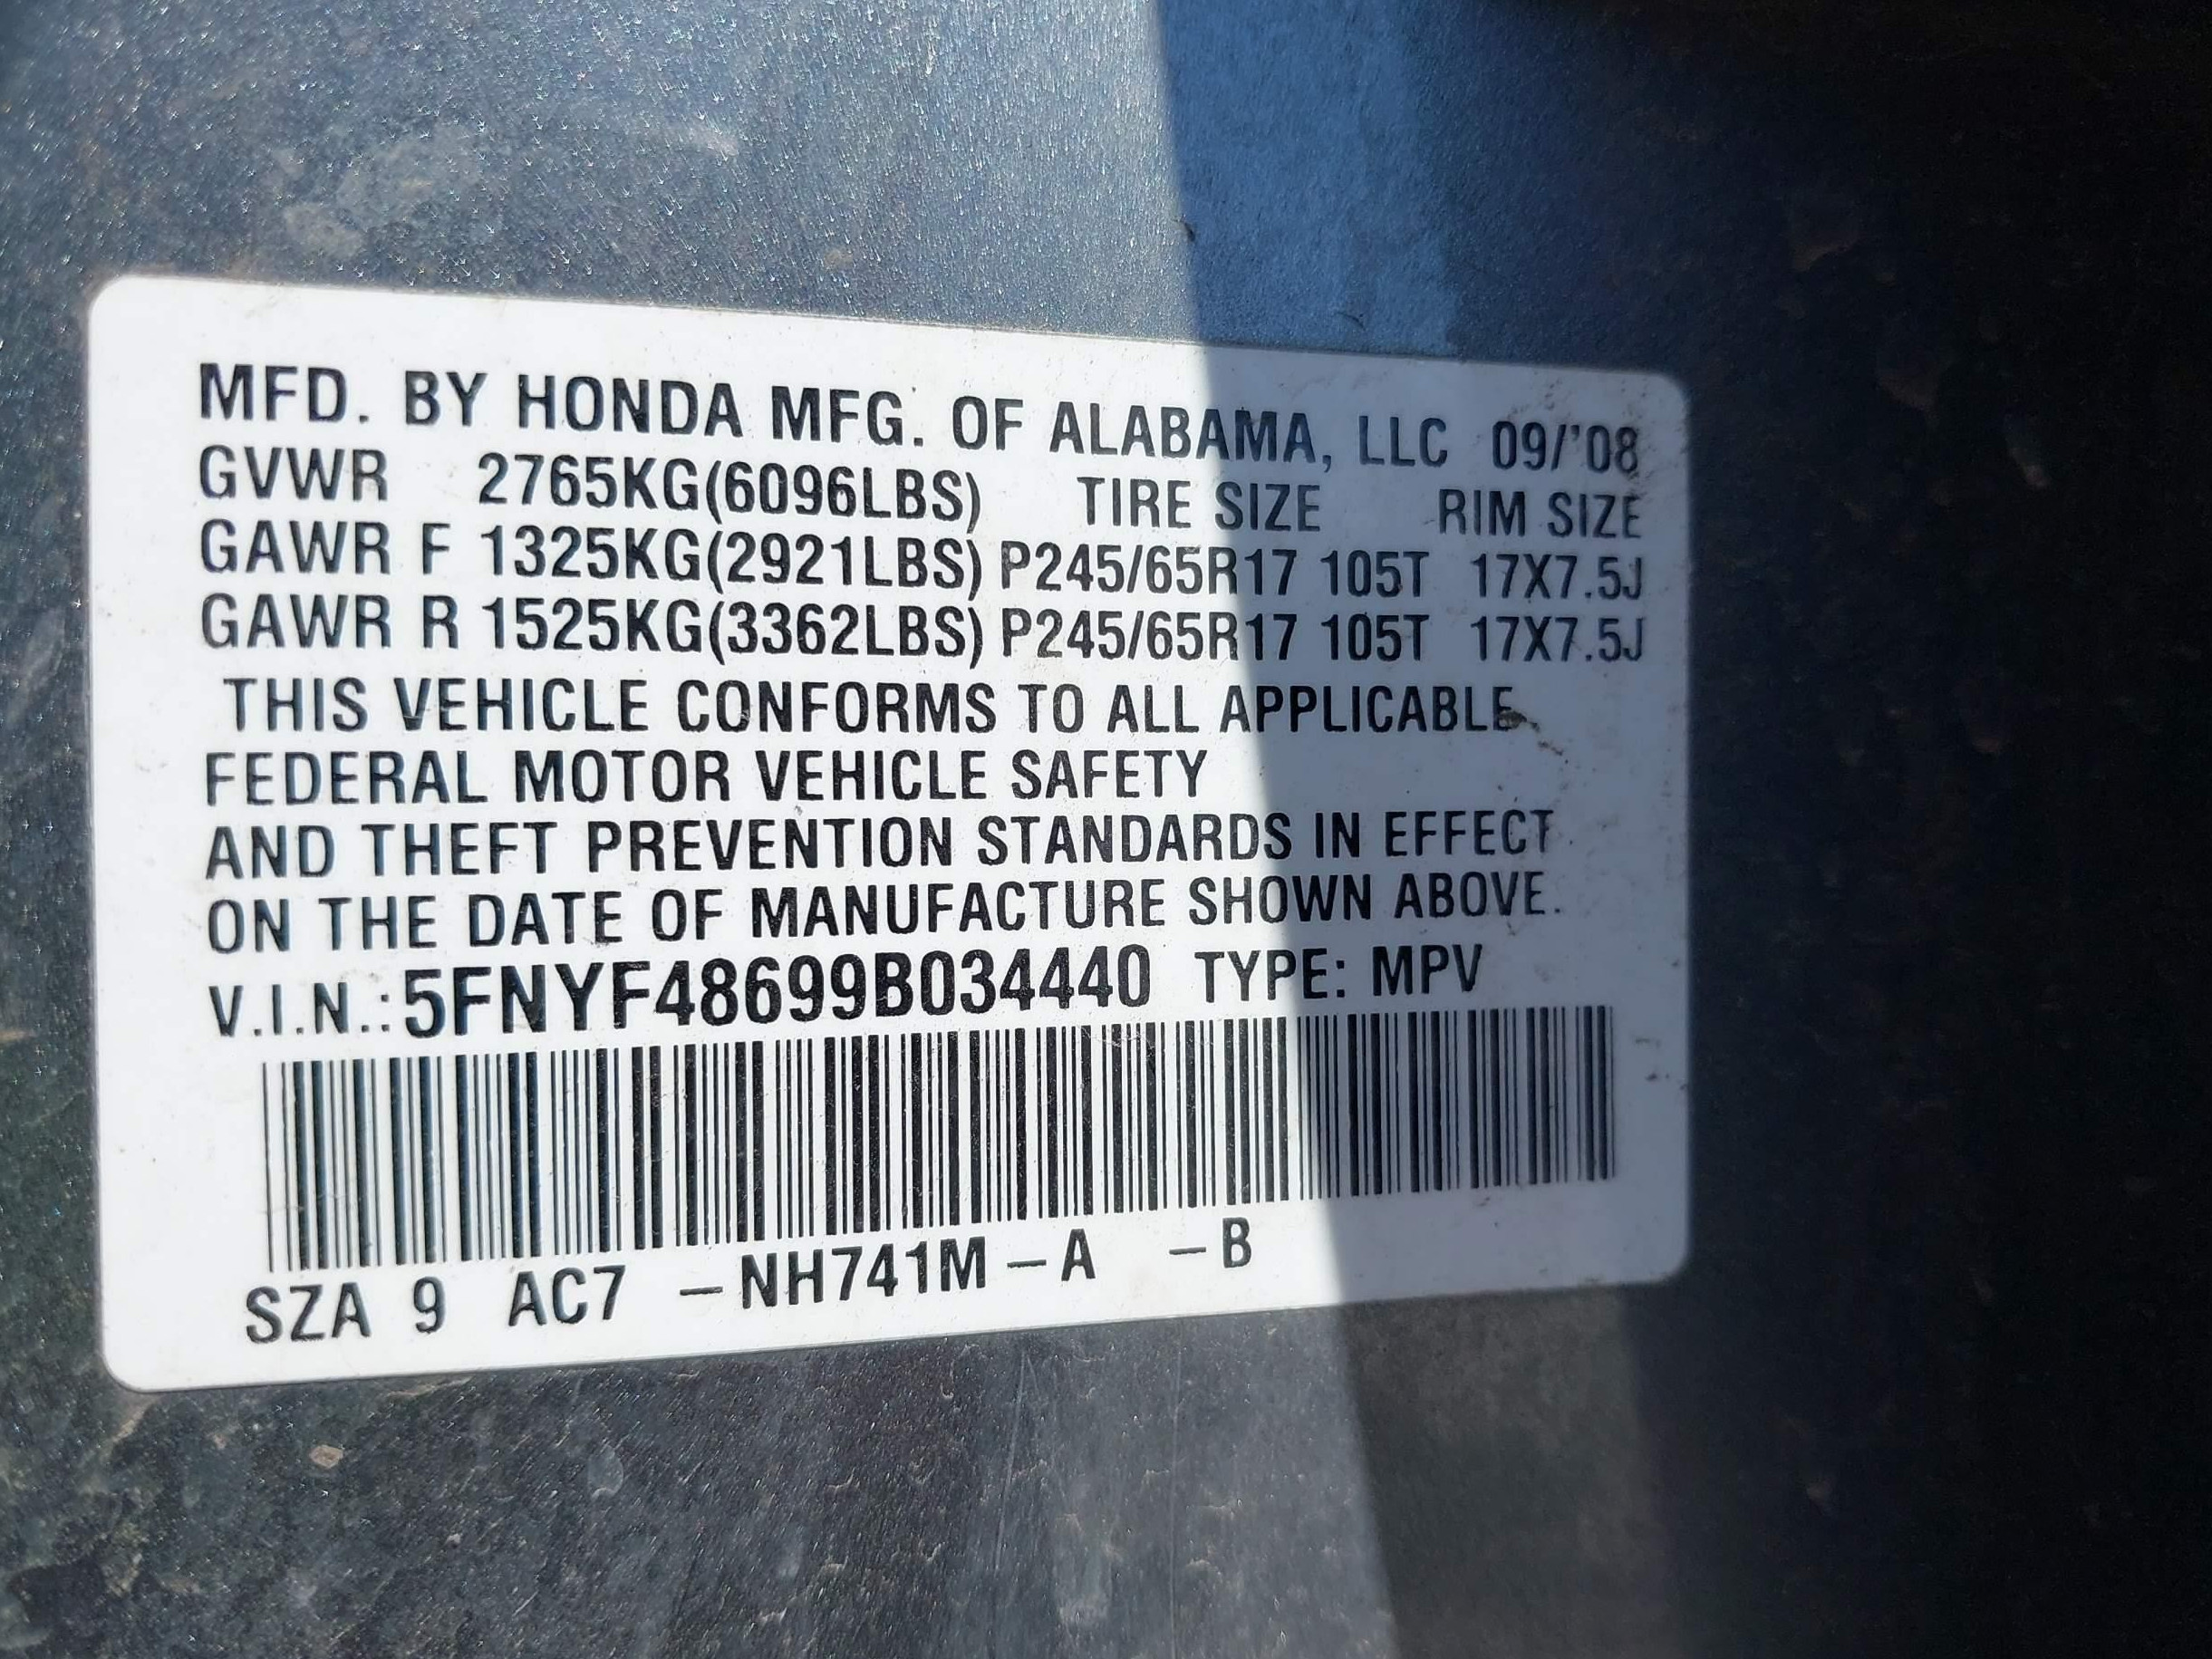 MFD. BY HONDA MFG. OF ALABAMA, LLC 09/'08
GVWR 2765KG(6096LBS) TIRE SIZE RIM SIZE
GAWR F 1325KG(2921LBS) P245/65R17 105T 17X7.5J
GAWR R 1525KG(3362LBS) P245/65R17 105T 17X7.5J
THIS VEHICLE CONFORMS TO ALL APPLICABLE
FEDERAL MOTOR VEHICLE SAFETY
AND THEFT PREVENTION STANDARDS IN EFFECT
ON THE DATE OF MANUFACTURE SHOWN ABOVE.
V.I.N.:5FNYF48699B034440 TYPE: MPV
SZA 9 AC7 –NH741M–A –B